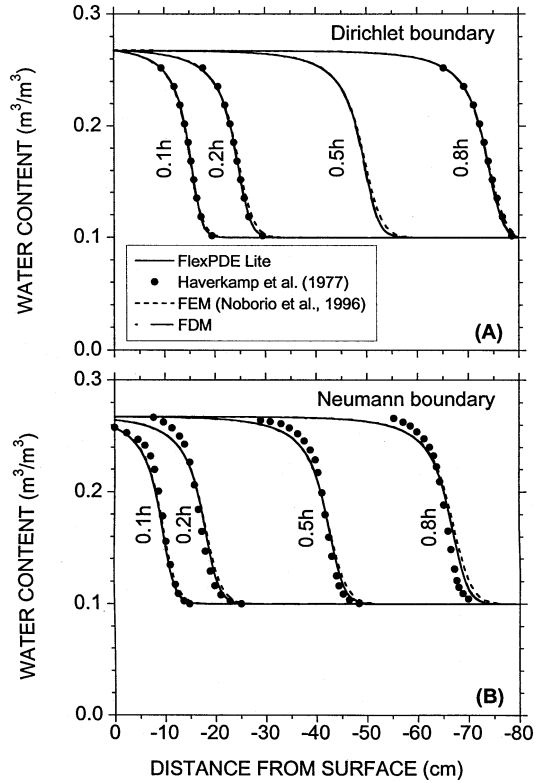 0.3
Dirichlet boundary
WATER CONTENT (m³/m³)
0.2
0.1h
0.2h
0.5h
0.8h
0.1
FlexPDE Lite
Haverkamp et al. (1977)
FEM (Noborio et al., 1996)
FDM
(A)
0.0
0.3
Neumann boundary
WATER CONTENT (m³/m³)
0.2
0.1h
0.2h
0.5h
0.8h
0.1
(B)
0.0
0 -10 -20 -30 -40 -50 -60 -70 -80
DISTANCE FROM SURFACE (cm)